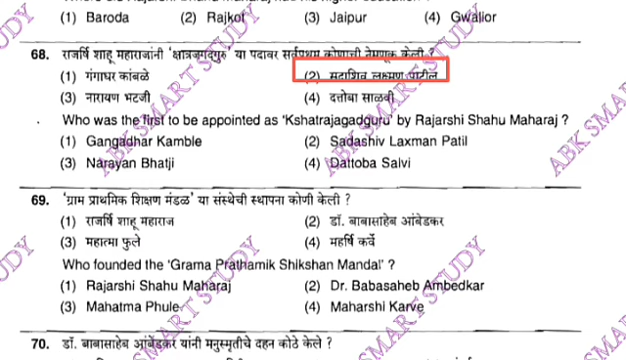 (1) Baroda (2) Rajkot (3) Jaipur (4) Gwalior
68. राजर्षि शाहू महाराजांनी ‘क्षात्रजगद्गुरु’ या पदावर सर्वप्रथम कोणाची नेमणूक केली ?
(1) गंगाधर कांबळे (2) सदाशिव लक्ष्मण पाटील
(3) नारायण भटजी (4) दत्तोबा साळवी
Who was the first to be appointed as ‘Kshatrajagadguru’ by Rajarshi Shahu Maharaj ?
(1) Gangadhar Kamble (2) Sadashiv Laxman Patil
(3) Narayan Bhatji (4) Dattoba Salvi
69. ‘ग्राम प्राथमिक शिक्षण मंडळ’ या संस्थेची स्थापना कोणी केली ?
(1) राजर्षि शाहू महाराज (2) डॉ. बाबासाहेब आंबेडकर
(3) महात्मा फुले (4) महर्षि कर्वे
Who founded the ‘Grama Prathamik Shikshan Mandal’ ?
(1) Rajarshi Shahu Maharaj (2) Dr. Babasaheb Ambedkar
(3) Mahatma Phule (4) Maharshi Karve
70. डॉ. बाबासाहेब आंबेडकर यांनी मनुस्मृतीचे दहन कोठे केले ?
ABK SMART STUDY